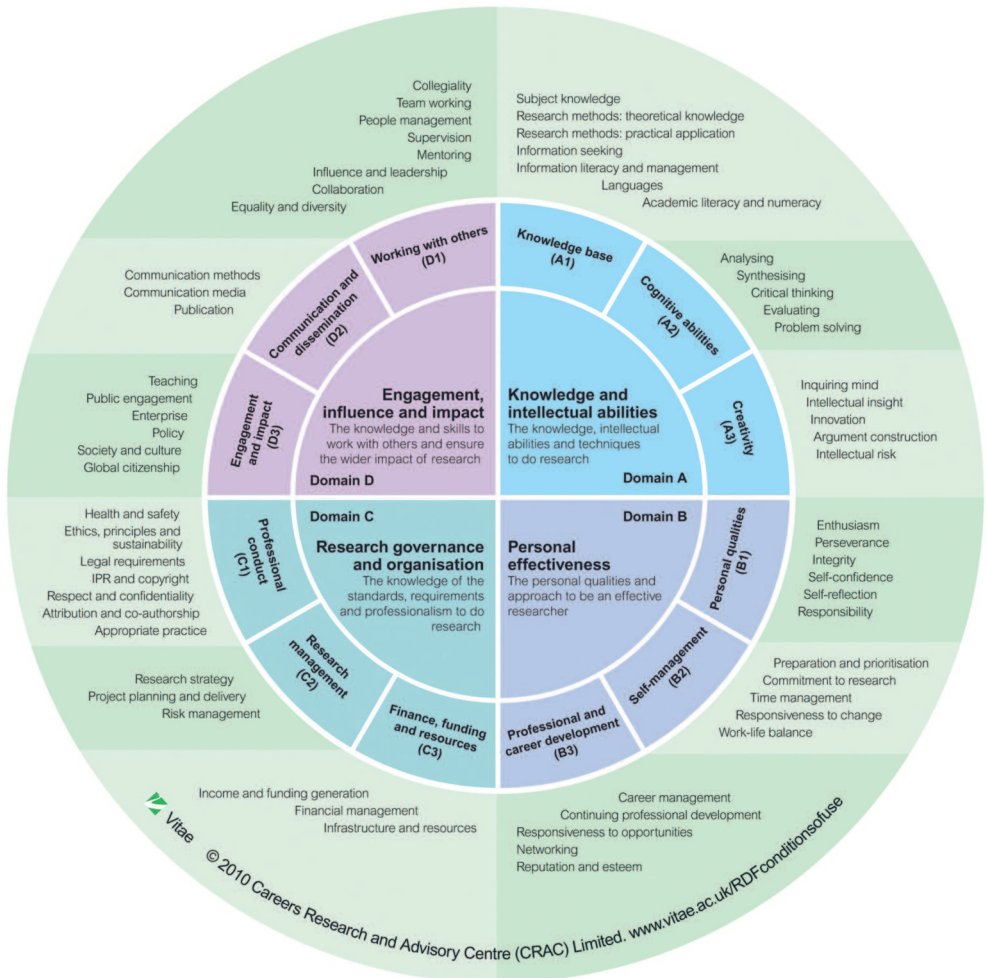 Collegiality
Team working
People management
Supervision
Mentoring
Influence and leadership
Collaboration
Equality and diversity
Subject knowledge
Research methods: theoretical knowledge
Research methods: practical application
Information seeking
Information literacy and management
Languages
Academic literacy and numeracy
Working with others
(D1)
Knowledge base
(A1)
Communication methods
Communication media
Publication
Communication and
dissemination
(D2)
Cognitive abilities
(A2)
Analysing
Synthesising
Critical thinking
Evaluating
Problem solving
Teaching
Public engagement
Enterprise
Policy
Society and culture
Global citizenship
Engagement
and impact
(D3)
Engagement,
influence and impact
The knowledge and skills to
work with others and ensure
the wider impact of research
Domain D
Knowledge and
intellectual abilities
The knowledge, intellectual
abilities and techniques
to do research
Domain A
Creativity
(A3)
Inquiring mind
Intellectual insight
Innovation
Argument construction
Intellectual risk
Health and safety
Ethics, principles and
sustainability
Legal requirements
IPR and copyright
Respect and confidentiality
Attribution and co-authorship
Appropriate practice
Professional
conduct
(C1)
Domain C
Research governance
and organisation
The knowledge of the
standards, requirements
and professionalism to do
research
Domain B
Personal
effectiveness
The personal qualities and
approach to be an effective
researcher
Personal qualities
(B1)
Enthusiasm
Perseverance
Integrity
Self-confidence
Self-reflection
Responsibility
Research strategy
Project planning and delivery
Risk management
Research
management
(C2)
Self-management
(B2)
Preparation and prioritisation
Commitment to research
Time management
Responsiveness to change
Work-life balance
Finance, funding
and resources
(C3)
Professional and
career development
(B3)
Income and funding generation
Financial management
Infrastructure and resources
Career management
Continuing professional development
Responsiveness to opportunities
Networking
Reputation and esteem
Vitae
© 2010 Careers Research and Advisory Centre (CRAC) Limited. www.vitae.ac.uk/RDFconditionsofuse